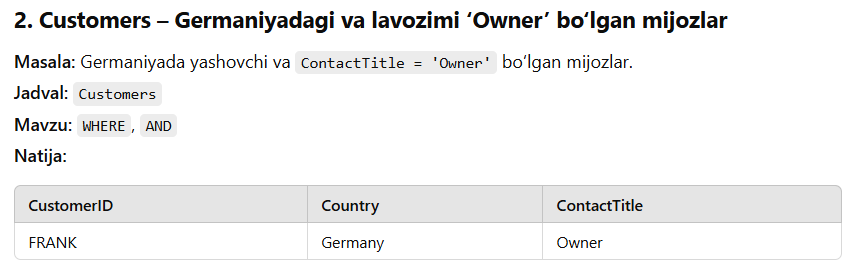 2. Customers – Germaniyadagi va lavozimi ‘Owner’ bo‘lgan mijozlar
Masala: Germaniyada yashovchi va ContactTitle = 'Owner' bo‘lgan mijozlar.
Jadval: Customers
Mavzu: WHERE, AND
Natija:
CustomerID Country ContactTitle
FRANK Germany Owner